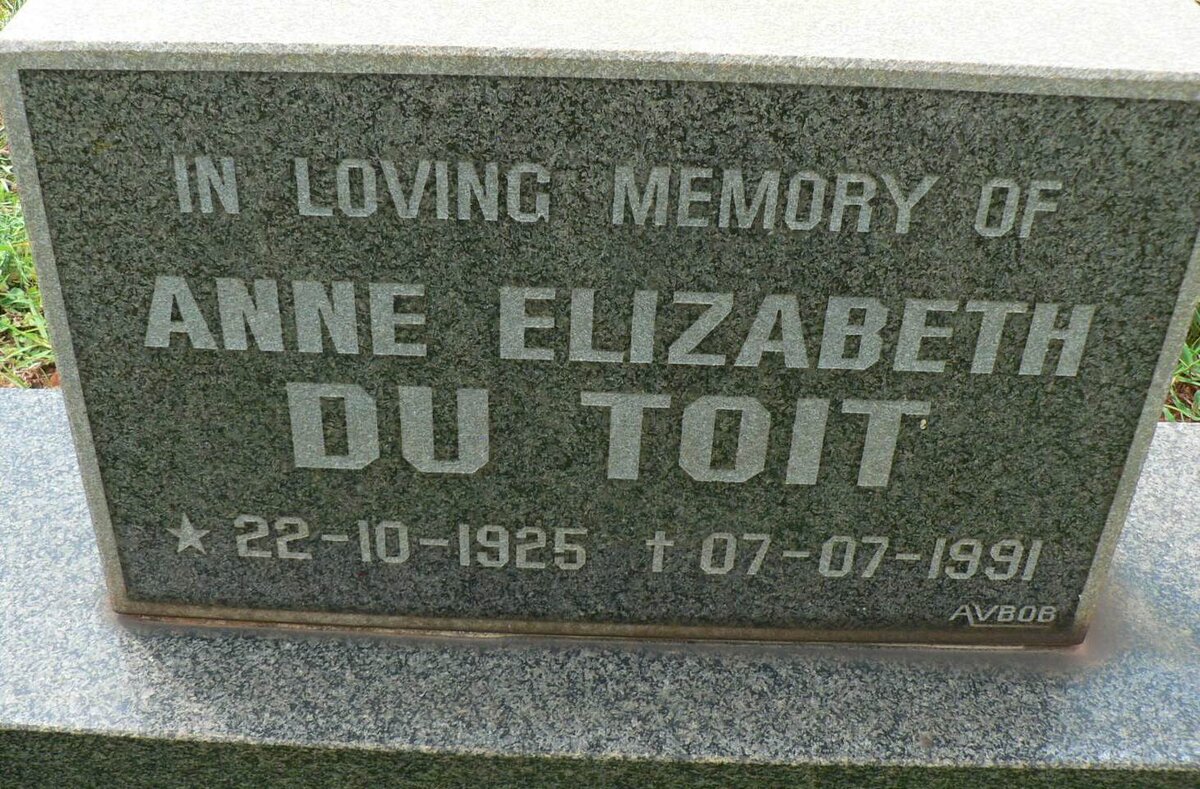 IN LOVING MEMORY OF
ANNE ELIZABETH
DU TOIT
★ 22-10-1925 † 07-07-1991
AVBOB